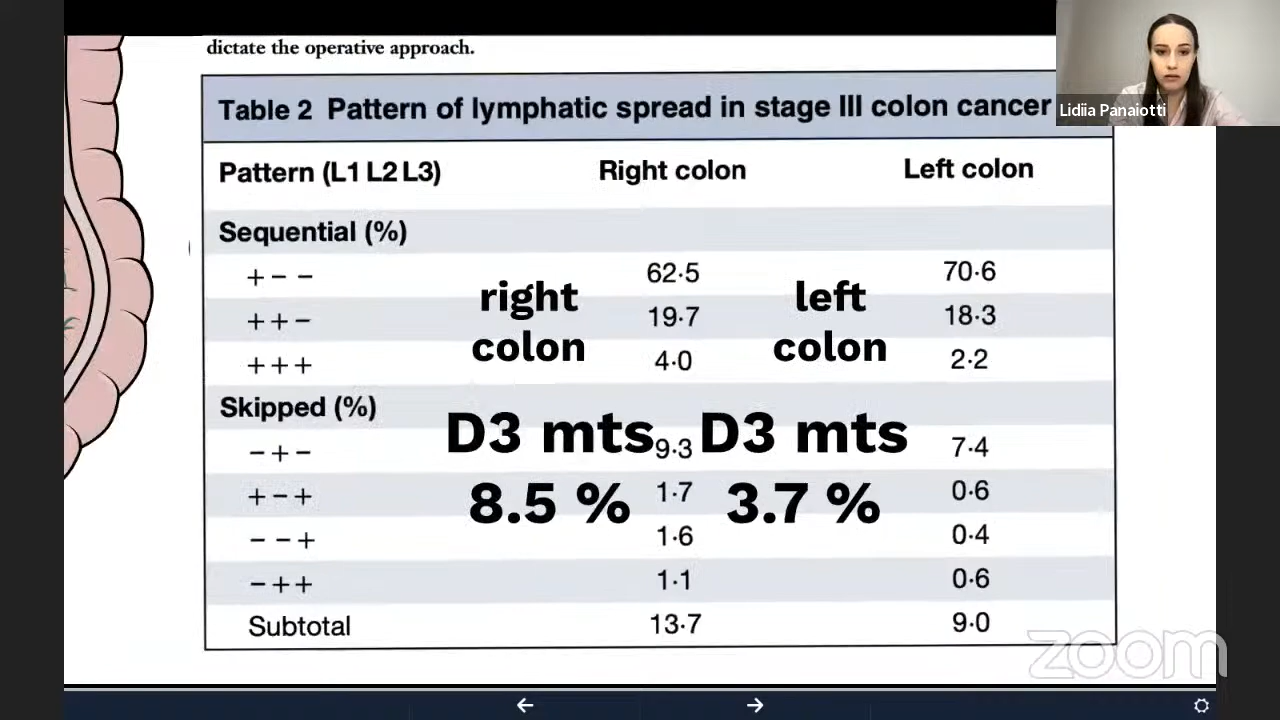 dictate the operative approach.
Lidiia Panaiotti
Table 2 Pattern of lymphatic spread in stage III colon cancer
Pattern (L1 L2 L3) Right colon Left colon
Sequential (%)
+ − − 62·5 70·6
+ + − 19·7 18·3
+ + + 4·0 2·2
right
colon
left
colon
Skipped (%)
− + − 9·3 7·4
+ − + 1·7 0·6
− − + 1·6 0·4
− + + 1·1 0·6
Subtotal 13·7 9·0
D3 mts
8.5 %
D3 mts
3.7 %
zoom